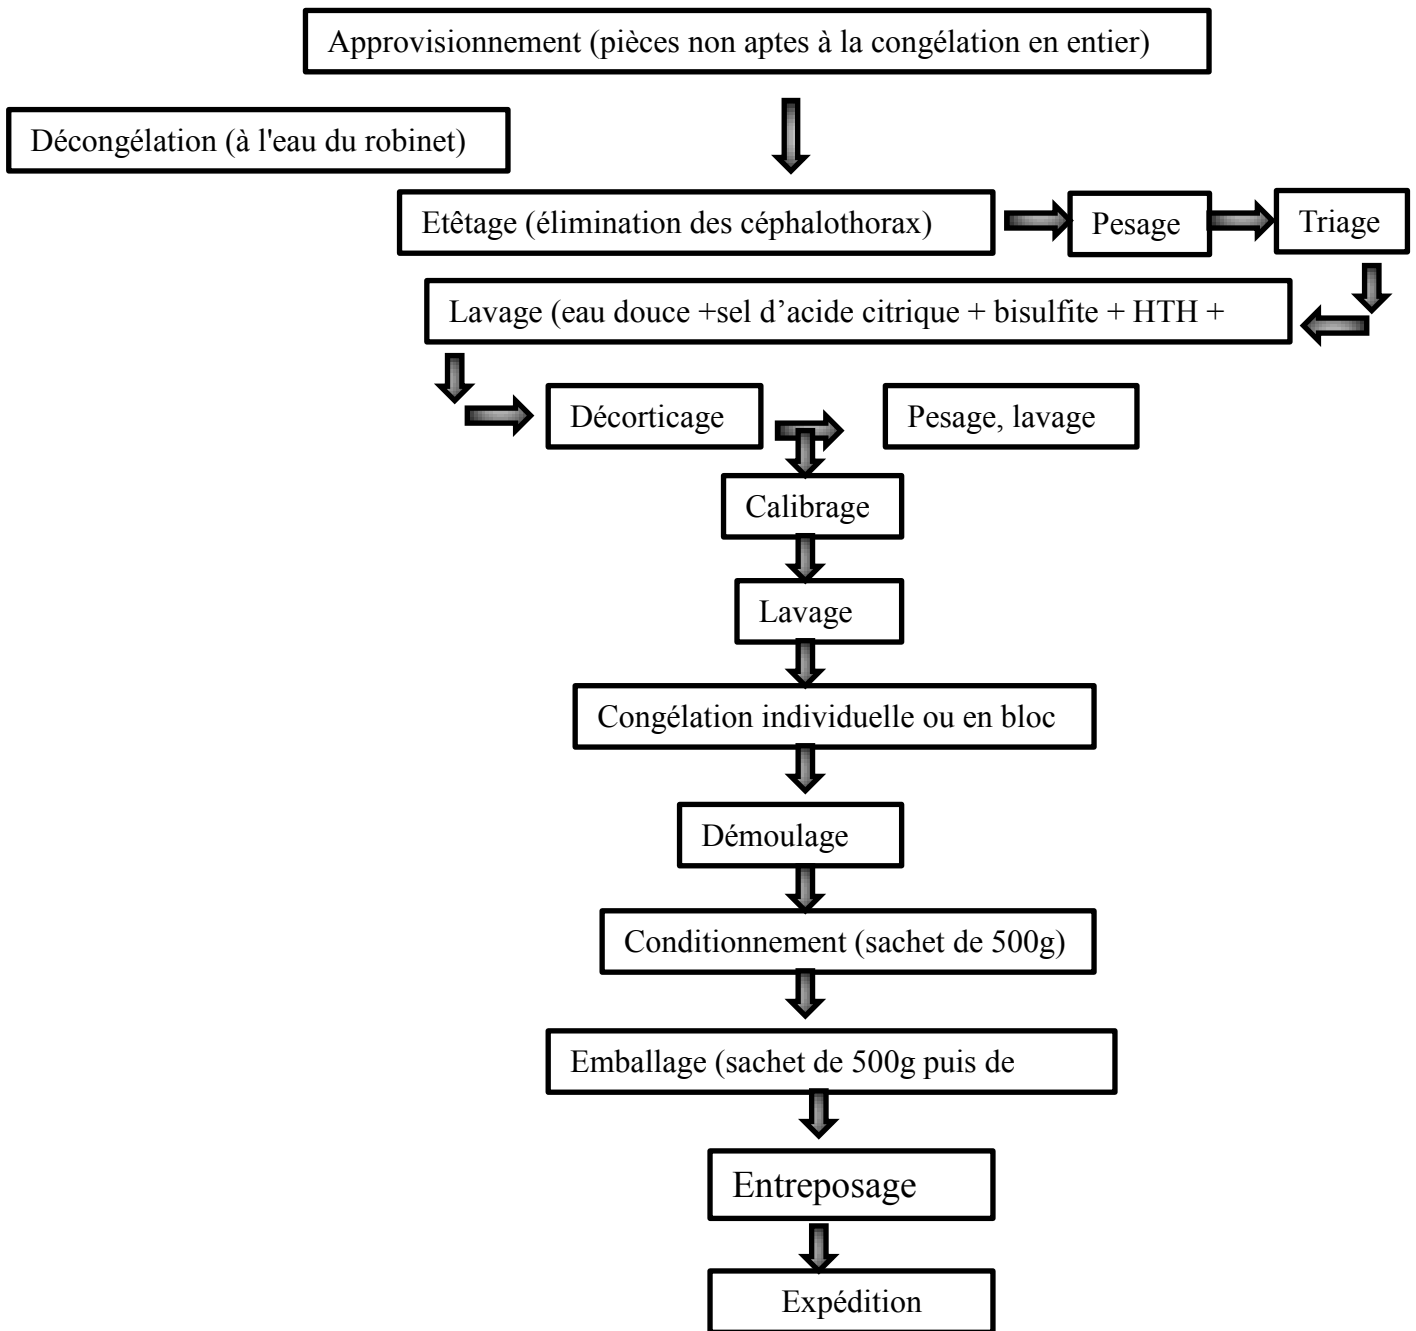 Approvisionnement (pièces non aptes à la congélation en entier)
Décongélation (à l'eau du robinet)
Etêtage (élimination des céphalothorax)
Pesage
Triage
Lavage (eau douce +sel d’acide citrique + bisulfite + HTH +
Décorticage
Pesage, lavage
Calibrage
Lavage
Congélation individuelle ou en bloc
Démoulage
Conditionnement (sachet de 500g)
Emballage (sachet de 500g puis de
Entreposage
Expédition